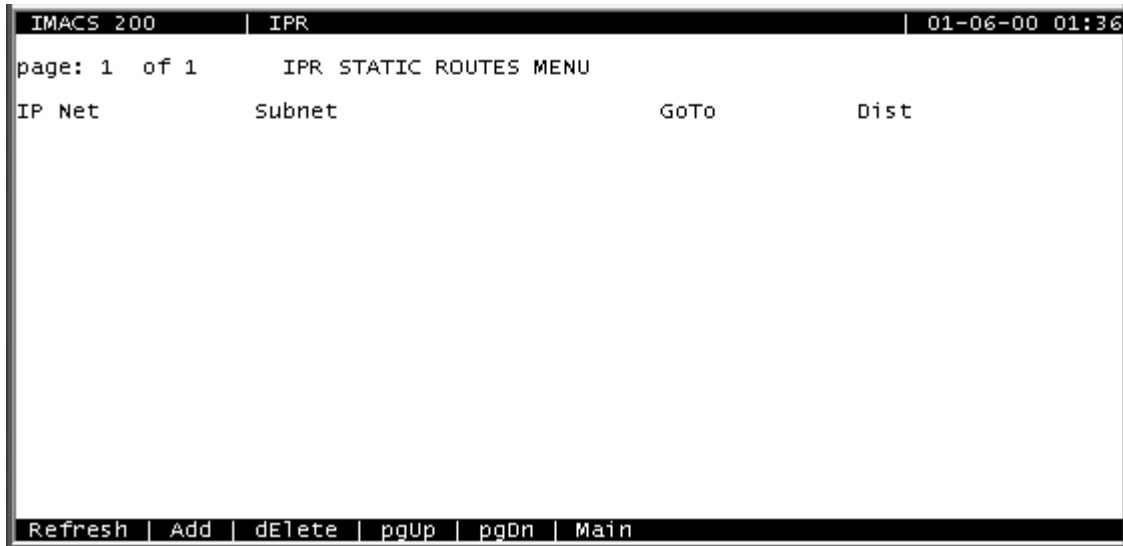 IMACS 200 | IPR | 01-06-00 01:36
page: 1 of 1 IPR STATIC ROUTES MENU
IP Net Subnet GoTo Dist
Refresh | Add | dElete | pgUp | pgDn | Main